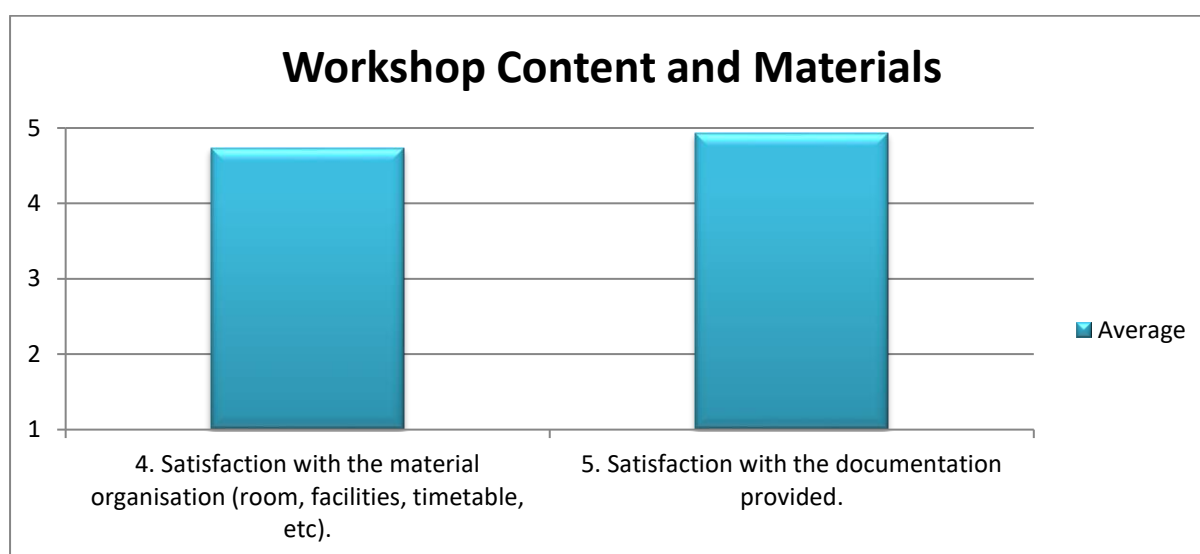 Workshop Content and Materials
5
4
3
2
1
Average
4. Satisfaction with the material
organisation (room, facilities, timetable,
etc).
5. Satisfaction with the documentation
provided.